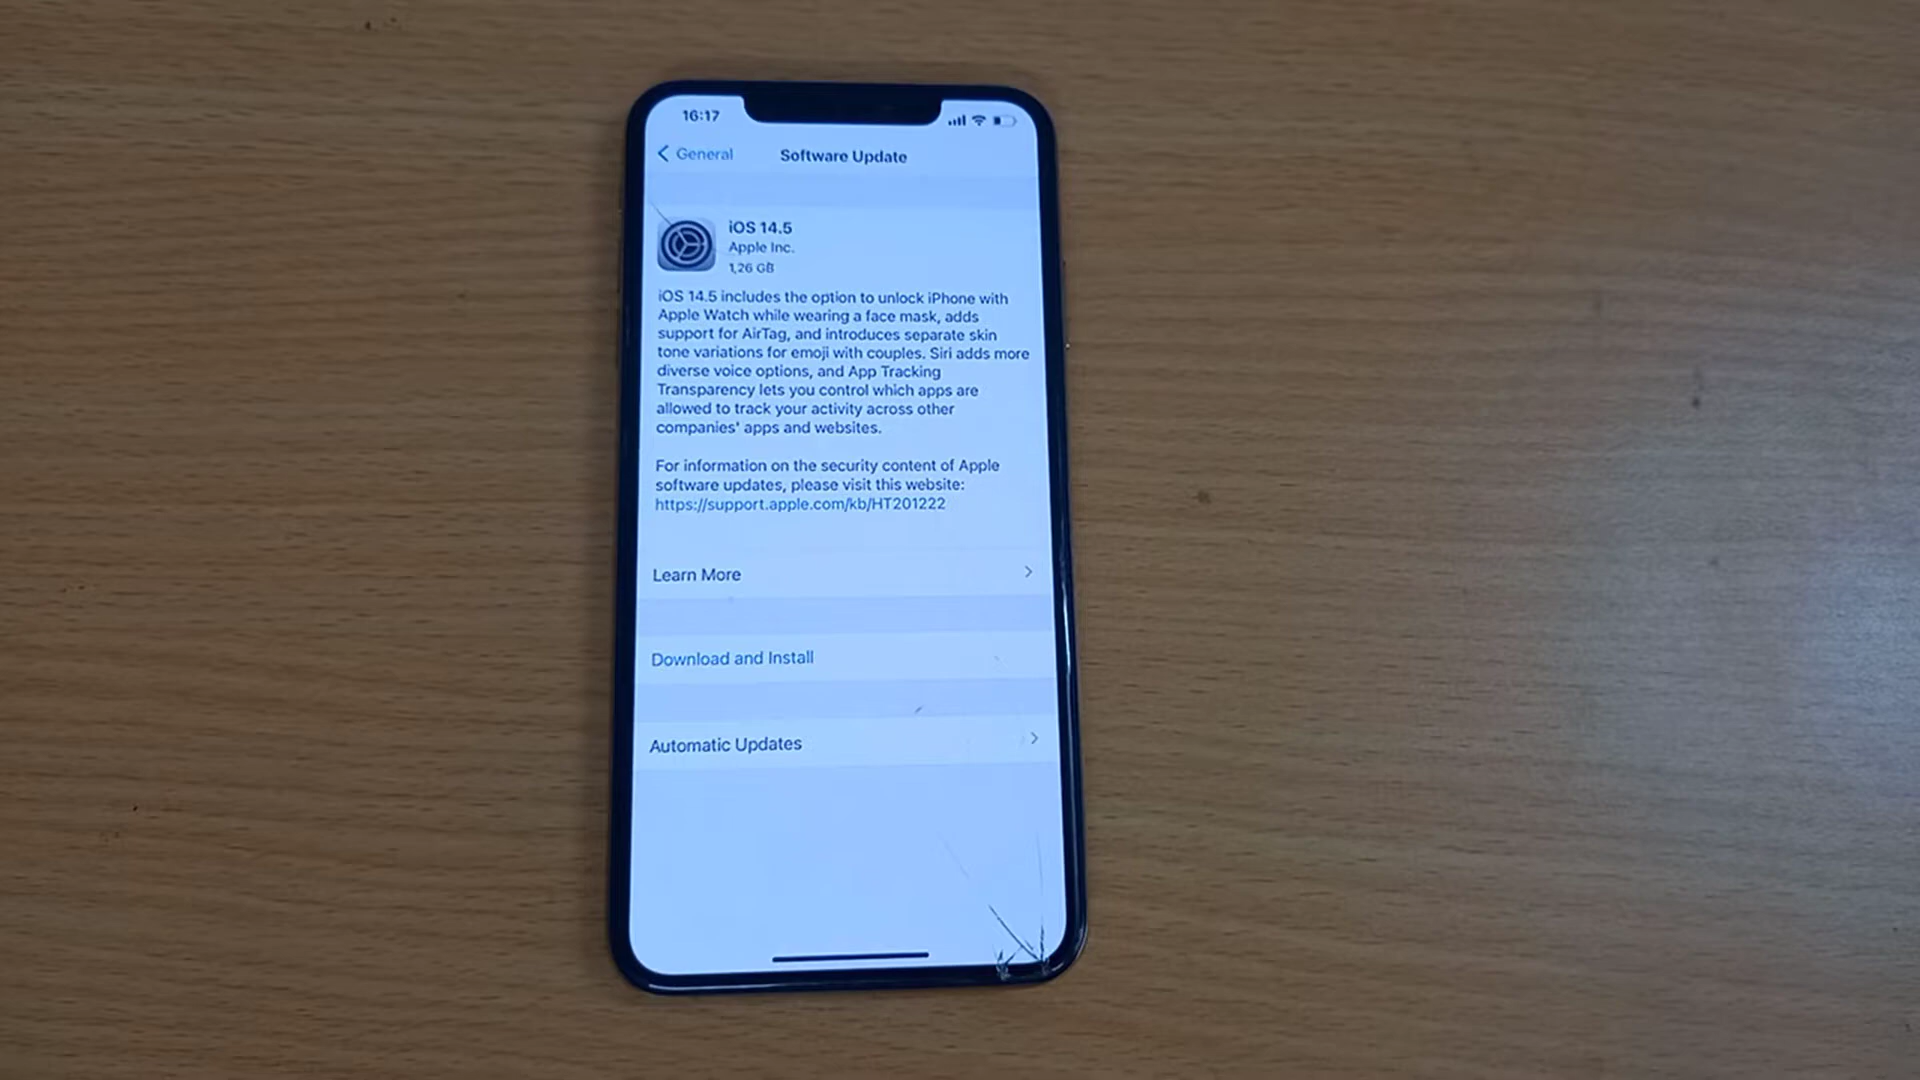 16:17
General
Software Update
iOS 14.5
Apple Inc.
1,26 GB
iOS 14.5 includes the option to unlock iPhone with
Apple Watch while wearing a face mask, adds
support for AirTag, and introduces separate skin
tone variations for emoji with couples. Siri adds more
diverse voice options, and App Tracking
Transparency lets you control which apps are
allowed to track your activity across other
companies' apps and websites.
For information on the security content of Apple
software updates, please visit this website:
https://support.apple.com/kb/HT201222
Learn More
Download and Install
Automatic Updates